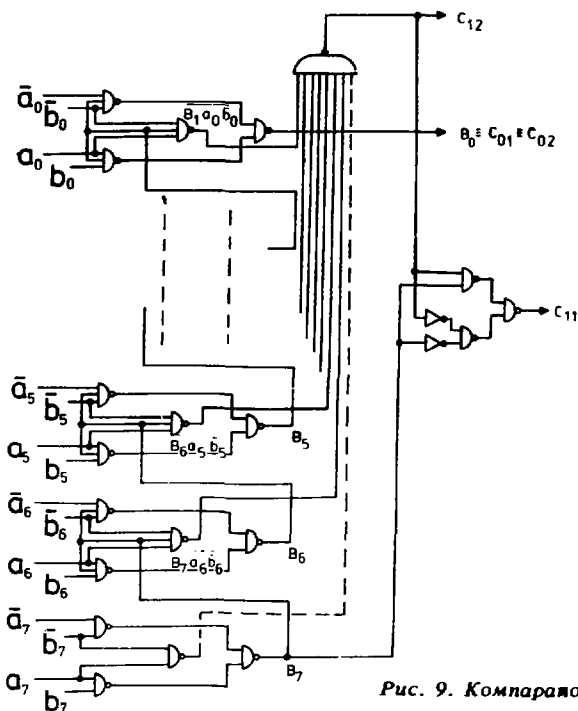 C₁₂
ā₀
b̄₀
B₁a₀b̄₀
B₀≡C₀₁≡C₀₂
a₀
b₀
C₁₁
ā₅
b̄₅
a₅
B₆a₅b̄₅
B₅
b₅
ā₆
b̄₆
a₆
B₇a₆b̄₆
B₆
b₆
ā₇
b̄₇
a₇
B₇
b₇
Рис. 9. Компарато